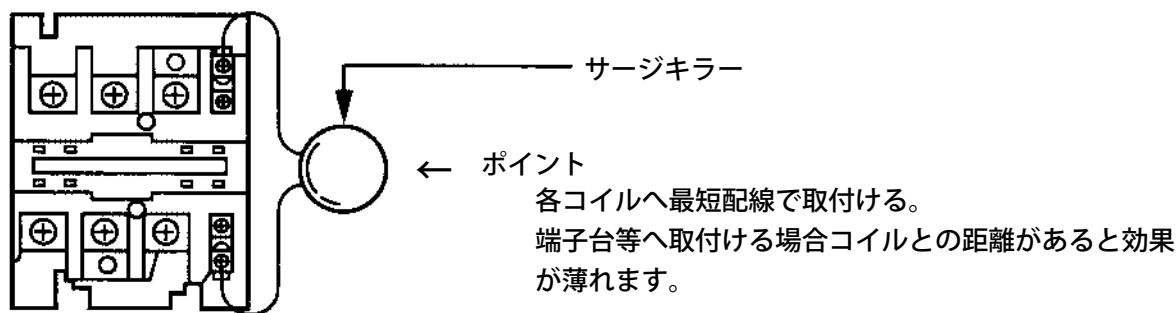 サージキラー
← ポイント
各コイルへ最短配線で取付ける。
端子台等へ取付ける場合コイルとの距離があると効果
が薄れます。